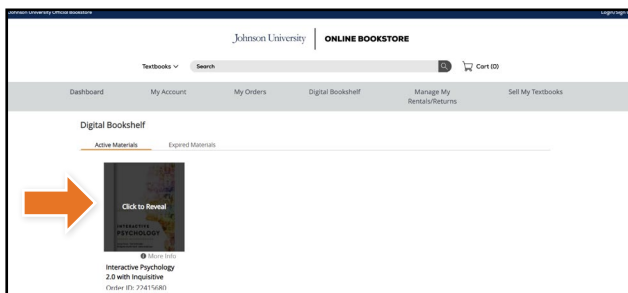 Johnson University Official Bookstore
Login/Sign
Johnson University
ONLINE BOOKSTORE
Textbooks
Search
Cart (0)
Dashboard
My Account
My Orders
Digital Bookshelf
Manage My
Rentals/Returns
Sell My Textbooks
Digital Bookshelf
Active Materials
Expired Materials
Click to Reveal
INTERACTIVE
PSYCHOLOGY
More Info
Interactive Psychology
2.0 with Inquisitive
Order ID: 22415680